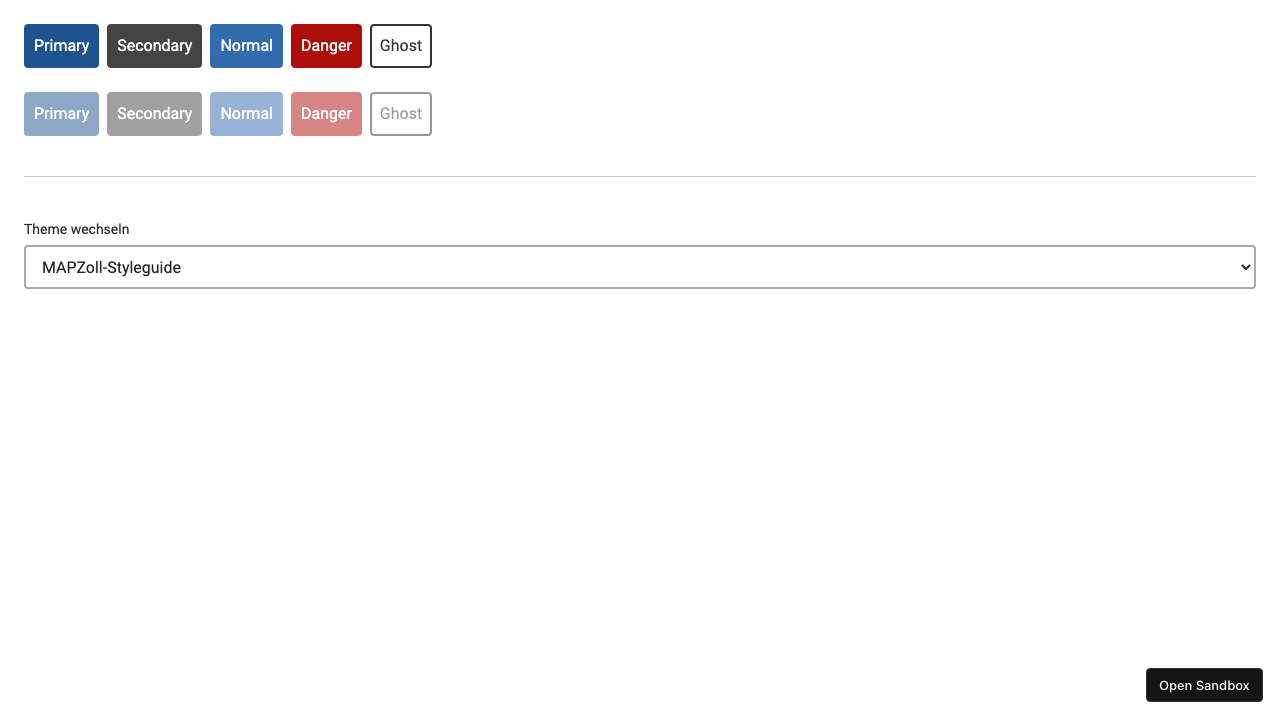 Primary Secondary Normal Danger Ghost
Primary Secondary Normal Danger Ghost
Theme wechseln
MAPZoll-Styleguide
Open Sandbox